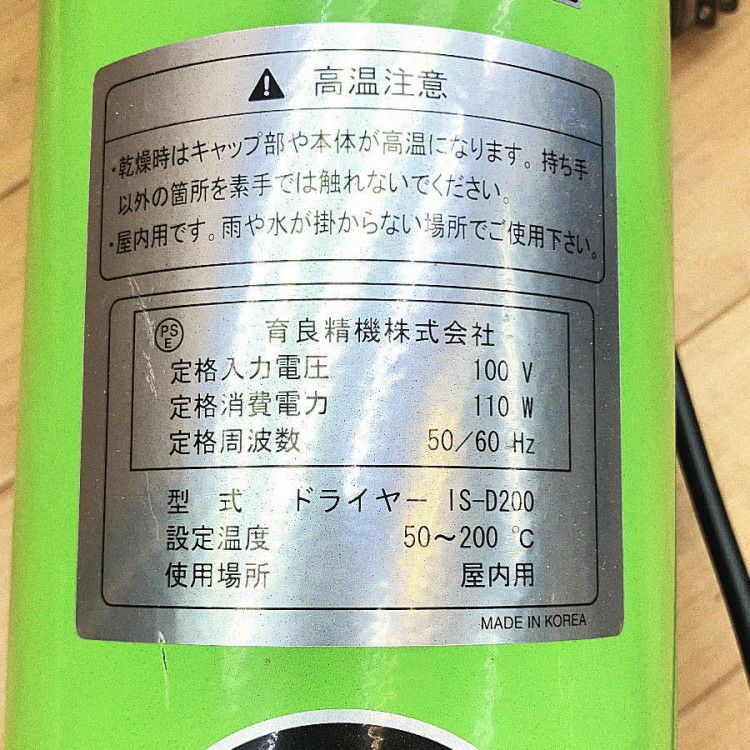 高温注意
・乾燥時はキャップ部や本体が高温になります。持ち手
以外の箇所を素手では触れないでください。
・屋内用です。雨や水が掛からない場所でご使用下さい。
PSE 育良精機株式会社
定格入力電圧 100 V
定格消費電力 110 W
定格周波数 50/60 Hz
型 式 ドライヤー IS-D200
設定温度 50~200 ℃
使用場所 屋内用
MADE IN KOREA